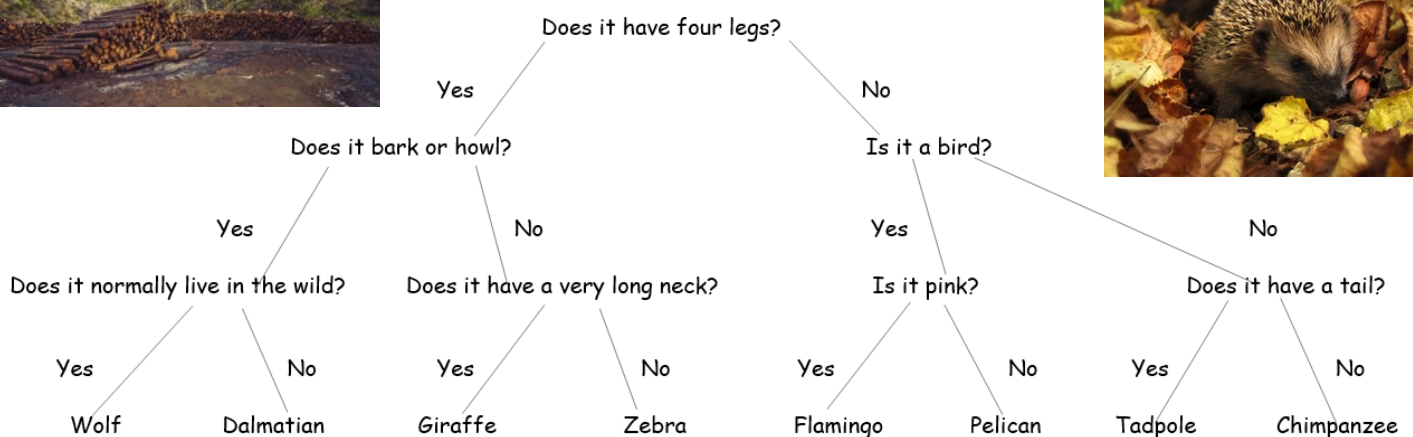 Does it have four legs?
Yes No
Does it bark or howl? Is it a bird?
Yes No Yes No
Does it normally live in the wild? Does it have a very long neck? Is it pink? Does it have a tail?
Yes No Yes No Yes No Yes No
Wolf Dalmatian Giraffe Zebra Flamingo Pelican Tadpole Chimpanzee